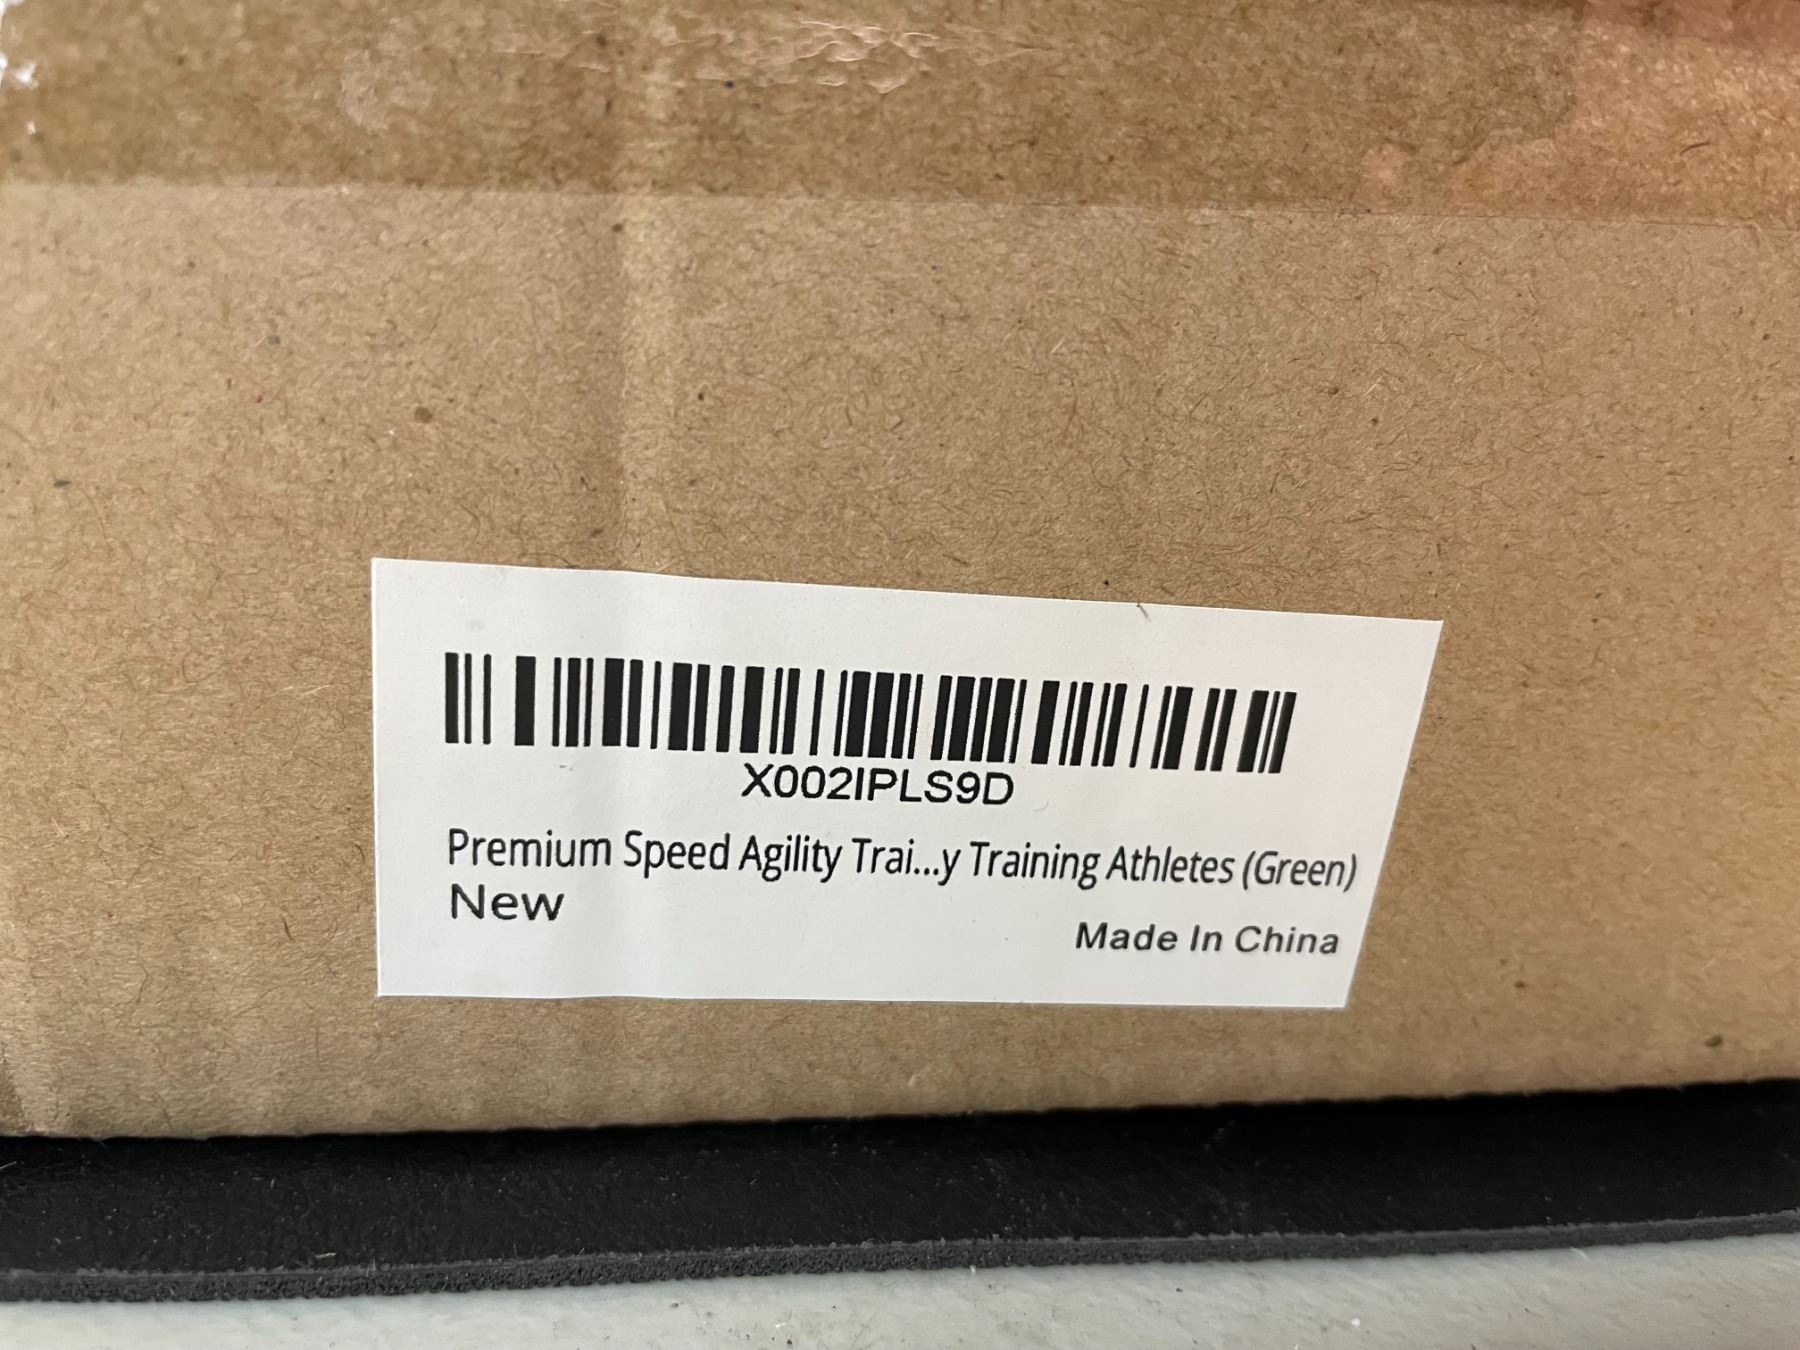 X002IPLS9D
Premium Speed Agility Trai...y Training Athletes (Green)
New
Made In China